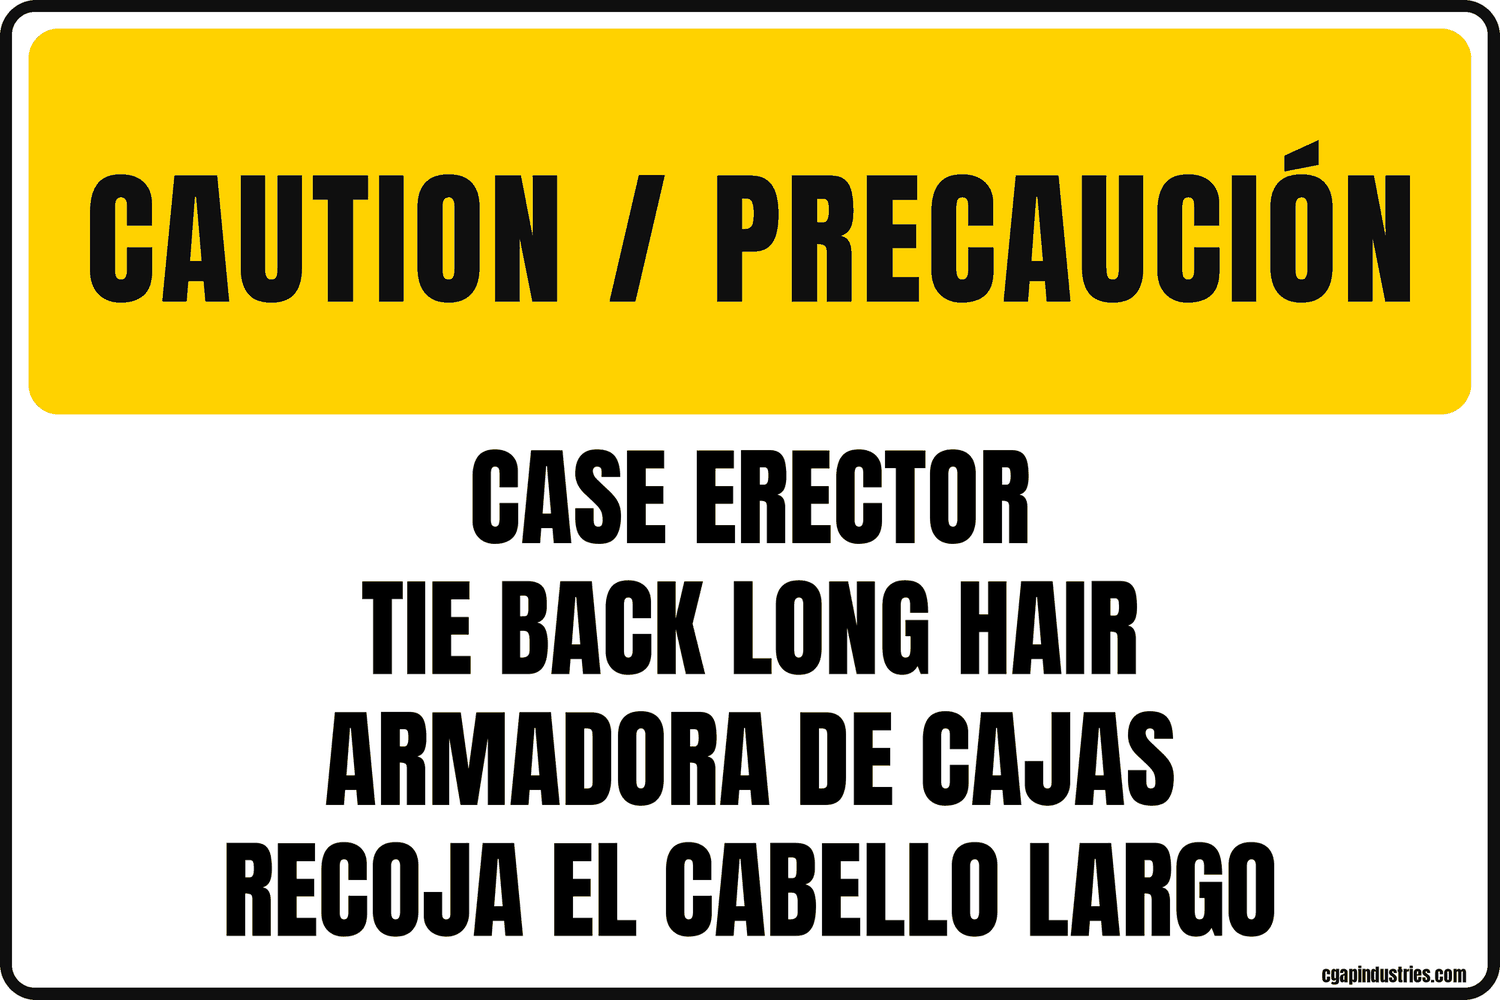 CAUTION / PRECAUCIÓN
CASE ERECTOR
TIE BACK LONG HAIR
ARMADORA DE CAJAS
RECOJA EL CABELLO LARGO
cgapindustries.com